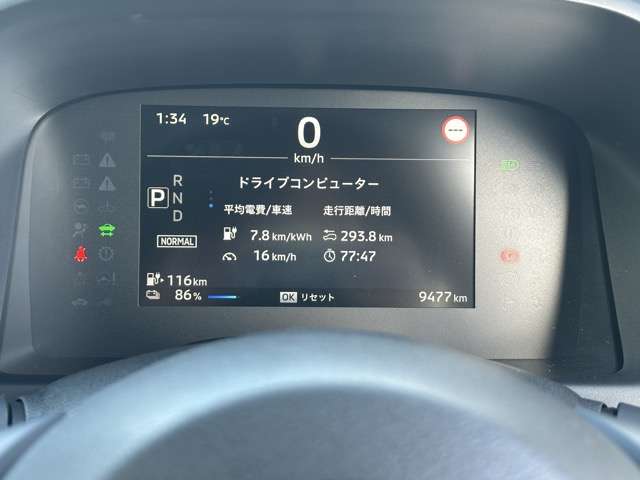 1:34 19°C
0
km/h
---
ドライブコンピューター
P R
N
D
平均電費/車速 走行距離/時間
7.8 km/kWh 293.8 km
NORMAL
16 km/h 77:47
116 km
86 %
OK リセット
9477 km